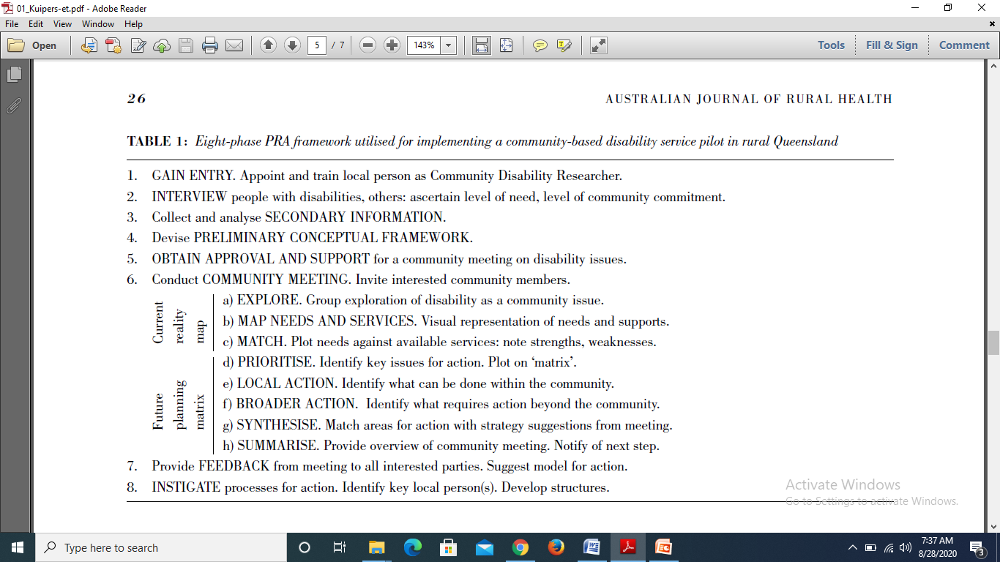 01_Kuipers-et.pdf - Adobe Reader
File Edit View Window Help
Open 5 / 7 143% Tools Fill & Sign Comment
26 AUSTRALIAN JOURNAL OF RURAL HEALTH
TABLE 1: Eight-phase PRA framework utilised for implementing a community-based disability service pilot in rural Queensland
1. GAIN ENTRY. Appoint and train local person as Community Disability Researcher.
2. INTERVIEW people with disabilities, others: ascertain level of need, level of community commitment.
3. Collect and analyse SECONDARY INFORMATION.
4. Devise PRELIMINARY CONCEPTUAL FRAMEWORK.
5. OBTAIN APPROVAL AND SUPPORT for a community meeting on disability issues.
6. Conduct COMMUNITY MEETING. Invite interested community members.
Current
reality
map
a) EXPLORE. Group exploration of disability as a community issue.
b) MAP NEEDS AND SERVICES. Visual representation of needs and supports.
c) MATCH. Plot needs against available services: note strengths, weaknesses.
Future
planning
matrix
d) PRIORITISE. Identify key issues for action. Plot on ‘matrix’.
e) LOCAL ACTION. Identify what can be done within the community.
f) BROADER ACTION. Identify what requires action beyond the community.
g) SYNTHESISE. Match areas for action with strategy suggestions from meeting.
h) SUMMARISE. Provide overview of community meeting. Notify of next step.
7. Provide FEEDBACK from meeting to all interested parties. Suggest model for action.
8. INSTIGATE processes for action. Identify key local person(s). Develop structures.
Activate Windows
Go to Settings to activate Windows.
Type here to search
7:37 AM
8/28/2020
3